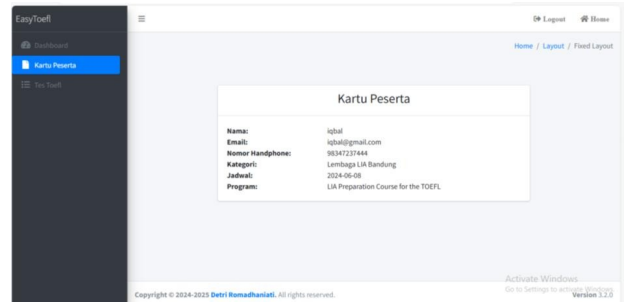 EasyToefl
Logout Home
Dashboard
Home / Layout / Fixed Layout
Kartu Peserta
Tes Toefl
Kartu Peserta
Nama: iqbal
Email: iqbal@gmail.com
Nomor Handphone: 98347237444
Kategori: Lembaga LIA Bandung
Jadwal: 2024-06-08
Program: LIA Preparation Course for the TOEFL
Activate Windows
Go to Settings to activate Windows.
Copyright © 2024-2025 Detri Romadhaniati. All rights reserved.
Version 3.2.0